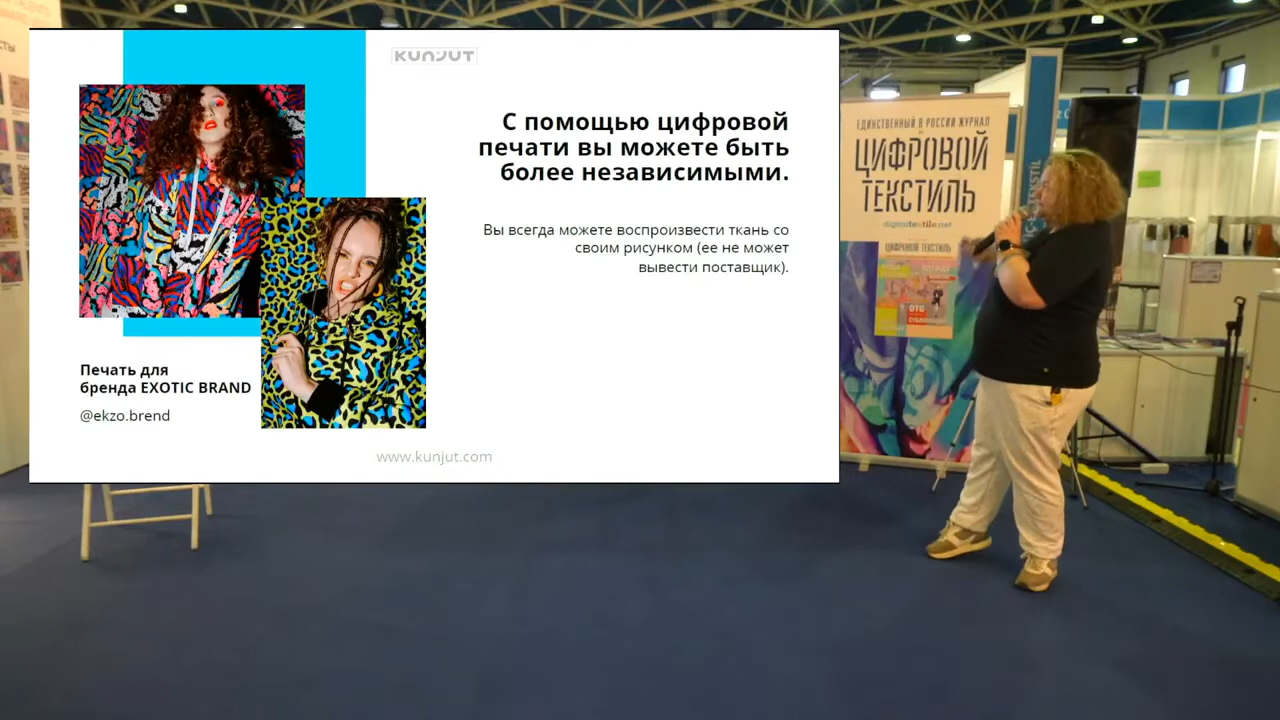 KUNJUT
С помощью цифровой
печати вы можете быть
более независимыми.
Вы всегда можете воспроизвести ткань со
своим рисунком (ее не может
вывести поставщик).
Печать для
бренда EXOTIC BRAND
@ekzo.brend
www.kunjut.com
ЕДИНСТВЕННЫЙ В РОССИИ ЖУРНАЛ
ЦИФРОВОЙ
ТЕКСТИЛЬ
digitaltextile.net
ЦИФРОВОЙ ТЕКСТИЛЬ
DTG